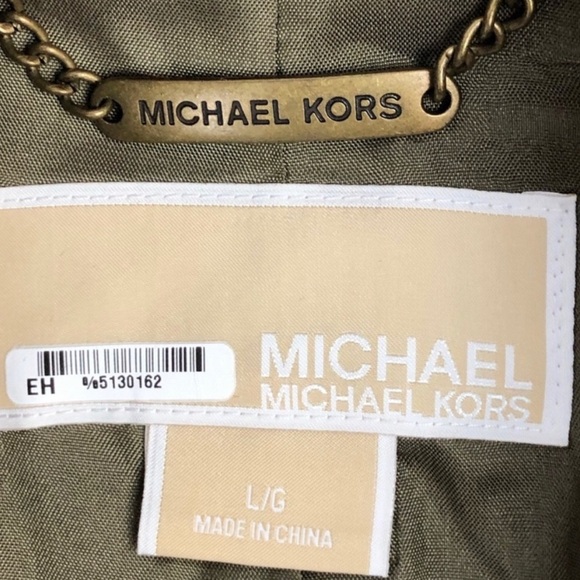 MICHAEL KORS
MICHAEL
MICHAEL KORS
EH %5130162
L/G
MADE IN CHINA